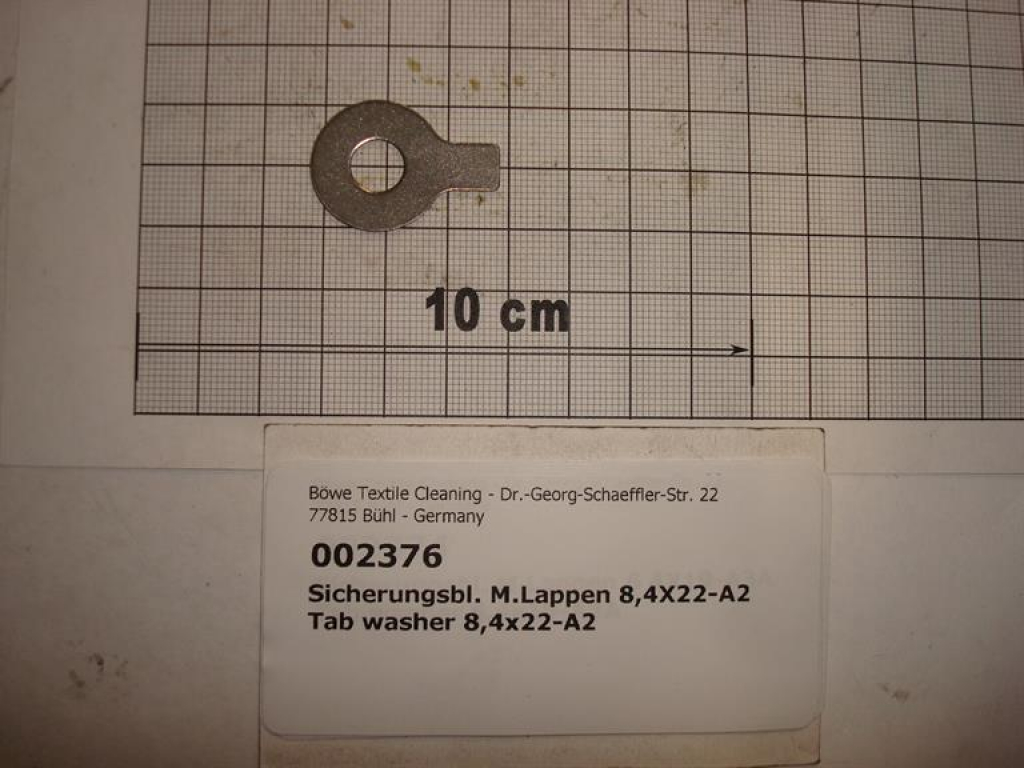 10 cm
Böwe Textile Cleaning - Dr.-Georg-Schaeffler-Str. 22
77815 Bühl - Germany
002376
Sicherungsbl. M.Lappen 8,4X22-A2
Tab washer 8,4x22-A2